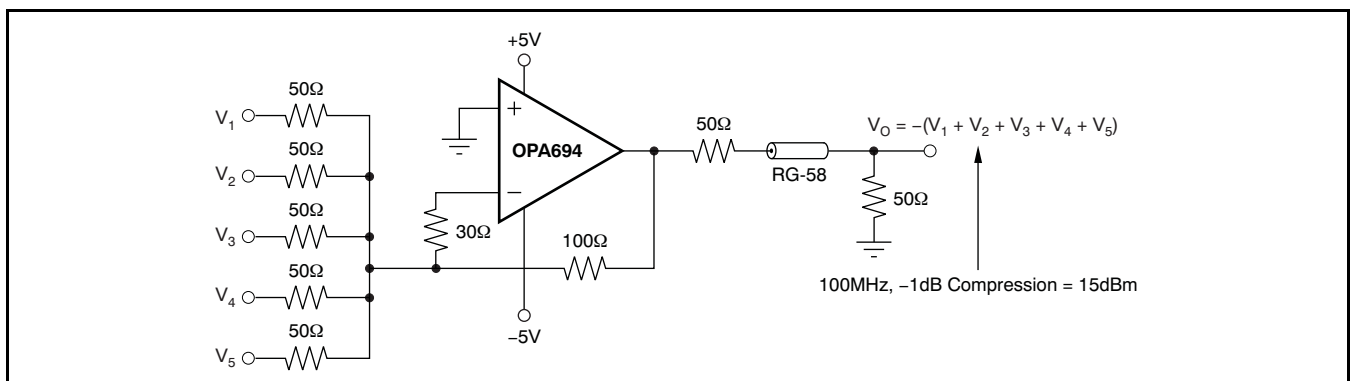 +5V
50Ω
V1
50Ω
V2
50Ω
V3
50Ω
V4
50Ω
V5
+
OPA694
−
30Ω
100Ω
−5V
50Ω
RG-58
VO = −(V1 + V2 + V3 + V4 + V5)
50Ω
100MHz, −1dB Compression = 15dBm